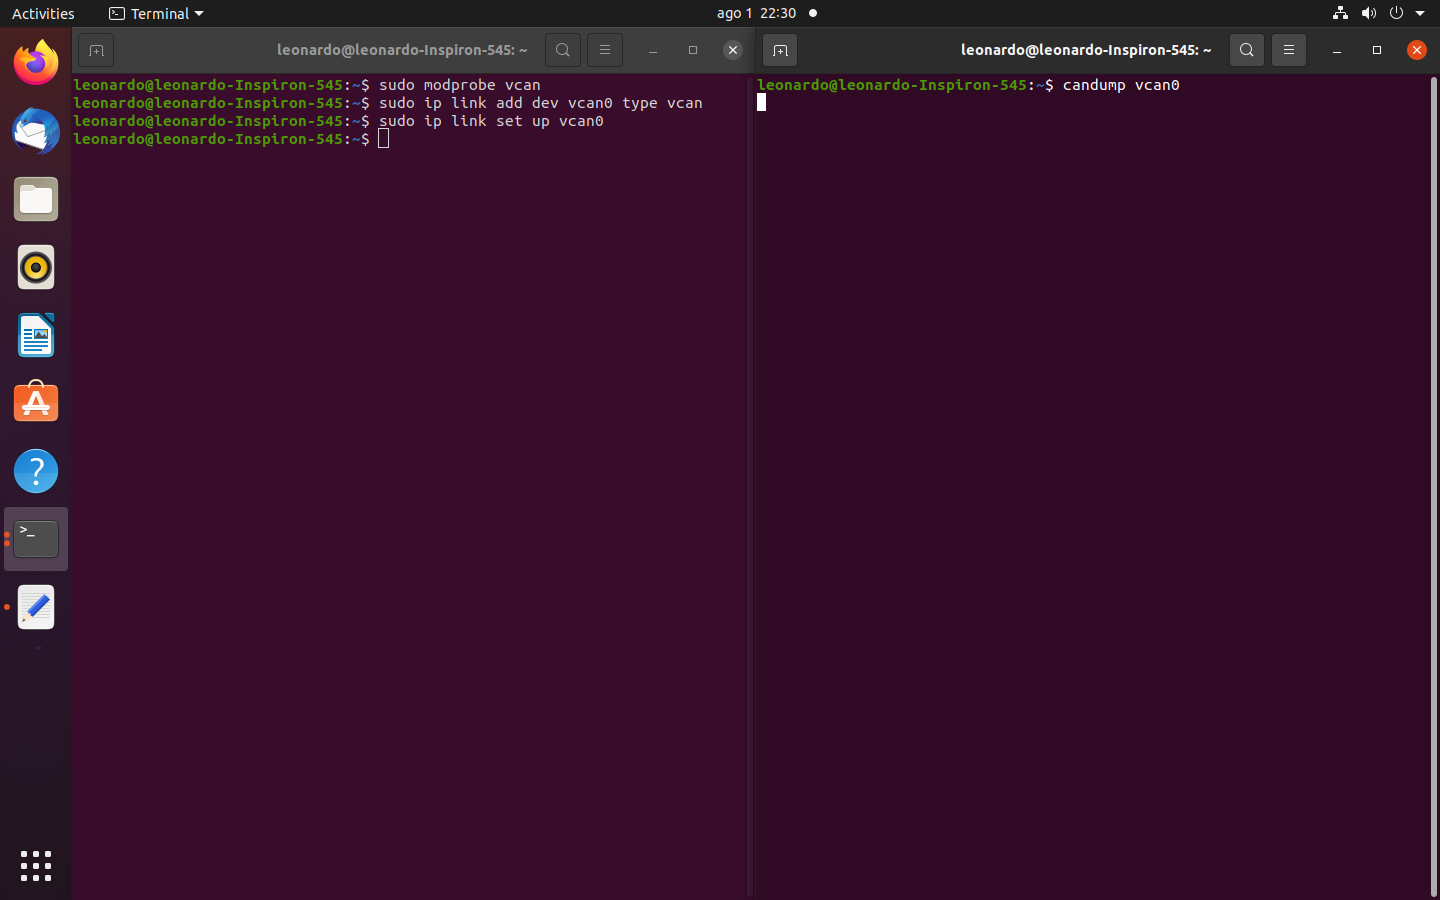 Activities
Terminal
ago 1 22:30
leonardo@leonardo-Inspiron-545: ~
leonardo@leonardo-Inspiron-545:~$ sudo modprobe vcan
leonardo@leonardo-Inspiron-545:~$ sudo ip link add dev vcan0 type vcan
leonardo@leonardo-Inspiron-545:~$ sudo ip link set up vcan0
leonardo@leonardo-Inspiron-545:~$
leonardo@leonardo-Inspiron-545: ~
leonardo@leonardo-Inspiron-545:~$ candump vcan0